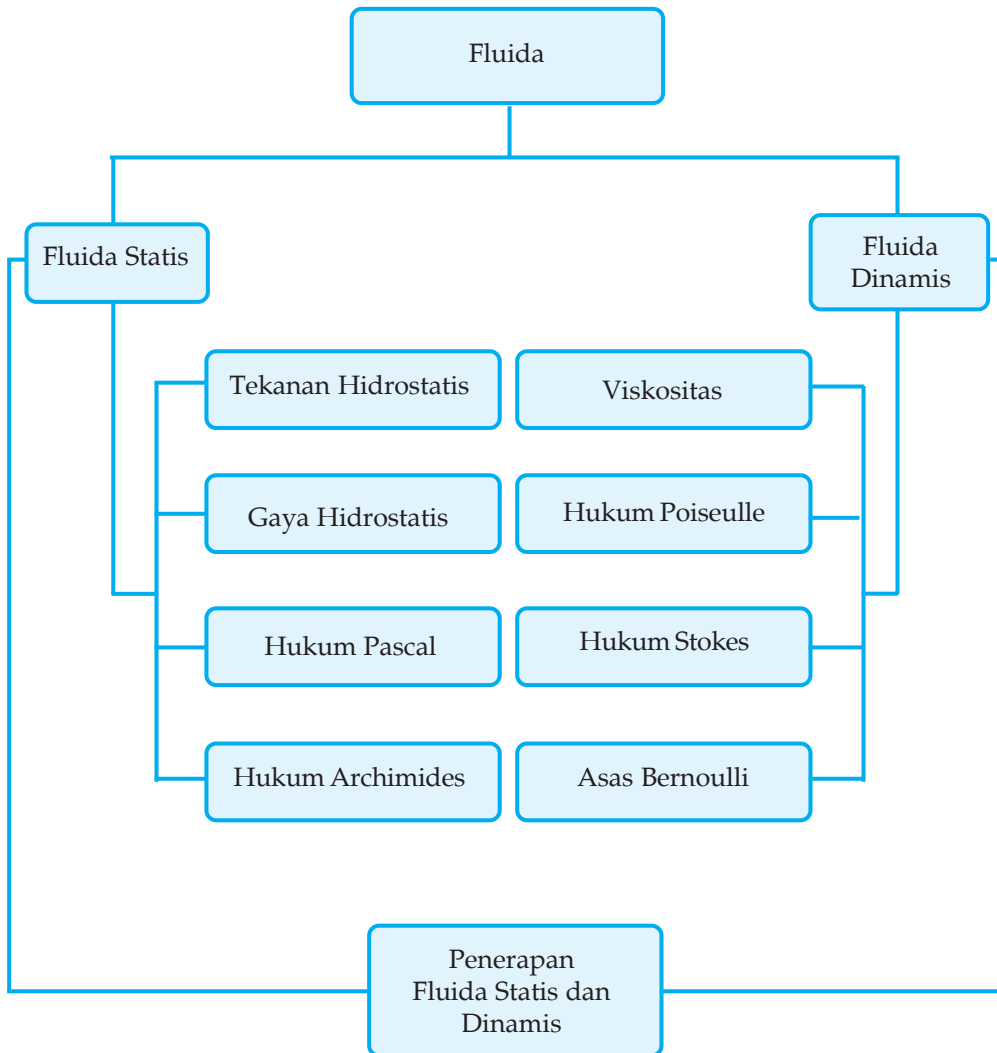 Fluida
Fluida Statis
Fluida
Dinamis
Tekanan Hidrostatis
Viskositas
Gaya Hidrostatis
Hukum Poiseulle
Hukum Pascal
Hukum Stokes
Hukum Archimides
Asas Bernoulli
Penerapan
Fluida Statis dan
Dinamis